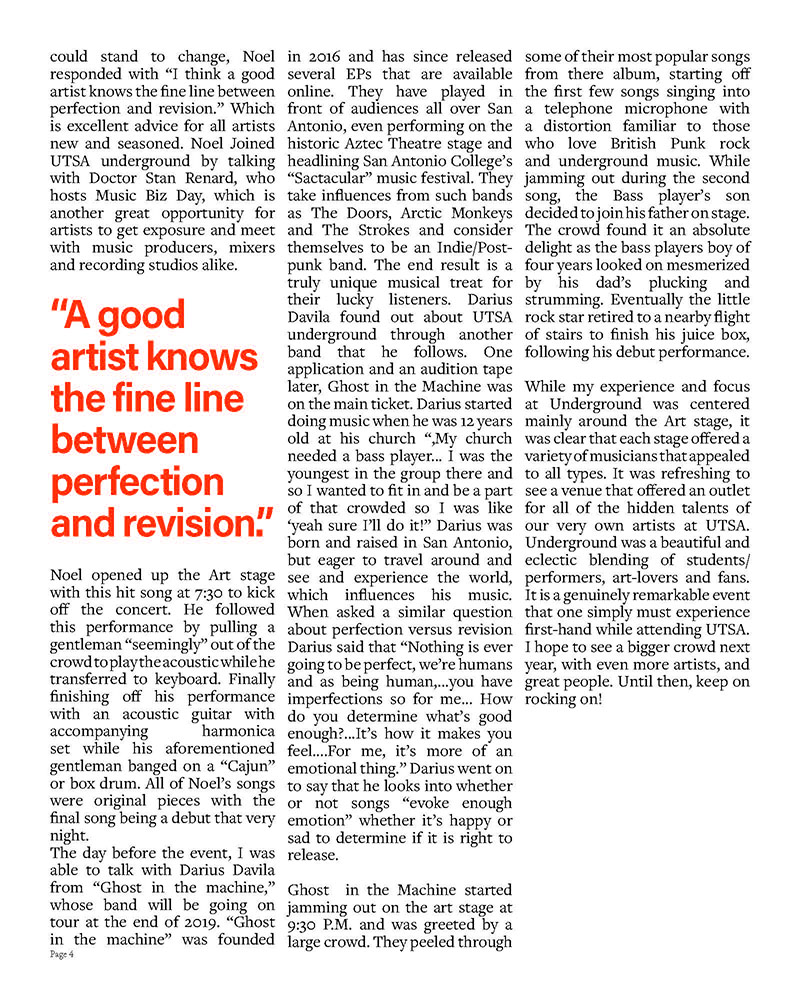 could stand to change, Noel
responded with “I think a good
artist knows the fine line between
perfection and revision.” Which
is excellent advice for all artists
new and seasoned. Noel Joined
UTSA underground by talking
with Doctor Stan Renard, who
hosts Music Biz Day, which is
another great opportunity for
artists to get exposure and meet
with music producers, mixers
and recording studios alike.
“A good
artist knows
the fine line
between
perfection
and revision.”
Noel opened up the Art stage
with this hit song at 7:30 to kick
off the concert. He followed
this performance by pulling a
gentleman “seemingly” out of the
crowd to play the acoustic while he
transferred to keyboard. Finally
finishing off his performance
with an acoustic guitar with
accompanying harmonica
set while his aforementioned
gentleman banged on a “Cajun”
or box drum. All of Noel’s songs
were original pieces with the
final song being a debut that very
night.
The day before the event, I was
able to talk with Darius Davila
from “Ghost in the machine,”
whose band will be going on
tour at the end of 2019. “Ghost
in the machine” was founded
in 2016 and has since released
several EPs that are available
online. They have played in
front of audiences all over San
Antonio, even performing on the
historic Aztec Theatre stage and
headlining San Antonio College’s
“Sactacular” music festival. They
take influences from such bands
as The Doors, Arctic Monkeys
and The Strokes and consider
themselves to be an Indie/Post-
punk band. The end result is a
truly unique musical treat for
their lucky listeners. Darius
Davila found out about UTSA
underground through another
band that he follows. One
application and an audition tape
later, Ghost in the Machine was
on the main ticket. Darius started
doing music when he was 12 years
old at his church “,My church
needed a bass player... I was the
youngest in the group there and
so I wanted to fit in and be a part
of that crowded so I was like
‘yeah sure I’ll do it!” Darius was
born and raised in San Antonio,
but eager to travel around and
see and experience the world,
which influences his music.
When asked a similar question
about perfection versus revision
Darius said that “Nothing is ever
going to be perfect, we’re humans
and as being human,...you have
imperfections so for me... How
do you determine what’s good
enough?...It’s how it makes you
feel....For me, it’s more of an
emotional thing.” Darius went on
to say that he looks into whether
or not songs “evoke enough
emotion” whether it’s happy or
sad to determine if it is right to
release.
Ghost in the Machine started
jamming out on the art stage at
9:30 P.M. and was greeted by a
large crowd. They peeled through
some of their most popular songs
from there album, starting off
the first few songs singing into
a telephone microphone with
a distortion familiar to those
who love British Punk rock
and underground music. While
jamming out during the second
song, the Bass player’s son
decided to join his father on stage.
The crowd found it an absolute
delight as the bass players boy of
four years looked on mesmerized
by his dad’s plucking and
strumming. Eventually the little
rock star retired to a nearby flight
of stairs to finish his juice box,
following his debut performance.
While my experience and focus
at Underground was centered
mainly around the Art stage, it
was clear that each stage offered a
variety of musicians that appealed
to all types. It was refreshing to
see a venue that offered an outlet
for all of the hidden talents of
our very own artists at UTSA.
Underground was a beautiful and
eclectic blending of students/
performers, art-lovers and fans.
It is a genuinely remarkable event
that one simply must experience
first-hand while attending UTSA.
I hope to see a bigger crowd next
year, with even more artists, and
great people. Until then, keep on
rocking on!
Page 4